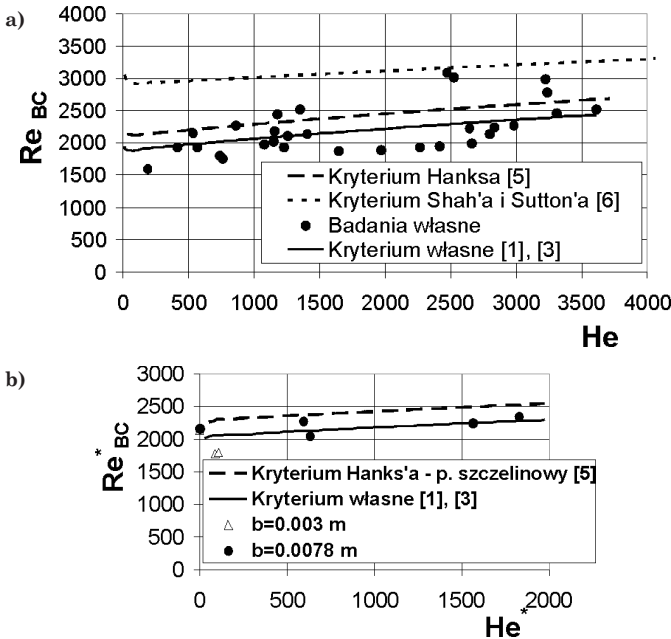 a)
4000
3500
3000
2500
2000
1500
1000
500
0
Re BC
Kryterium Hanksa [5]
Kryterium Shah'a i Sutton'a [6]
Badania własne
Kryterium własne [1], [3]
0 500 1000 1500 2000 2500 3000 3500 4000
He
b)
3000
2500
2000
1500
1000
500
0
Re*BC
Kryterium Hanks'a - p. szczelinowy [5]
Kryterium własne [1], [3]
b=0.003 m
b=0.0078 m
0 500 1000 1500 2000
He*